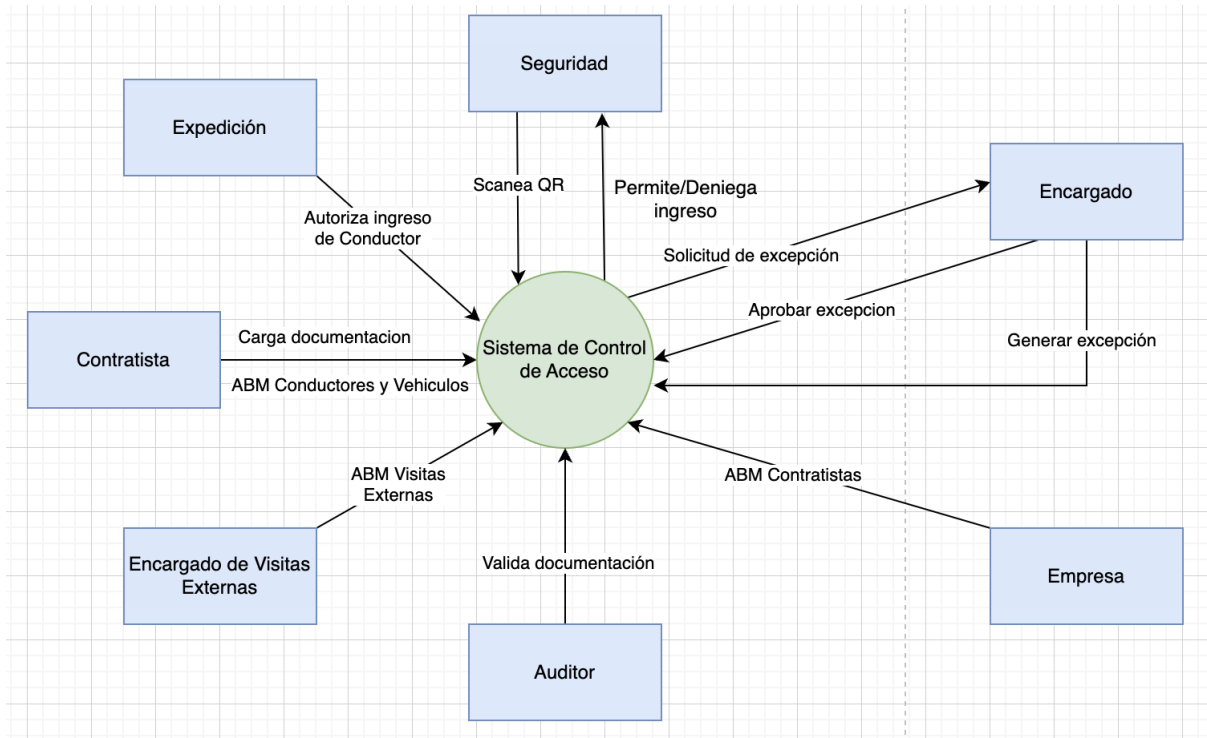 Seguridad
Expedición
Encargado
Scanea QR
Permite/Deniega
ingreso
Autoriza ingreso
de Conductor
Solicitud de excepción
Aprobar excepcion
Generar excepción
Contratista
Carga documentacion
ABM Conductores y Vehiculos
Sistema de Control
de Acceso
ABM Visitas
Externas
ABM Contratistas
Encargado de Visitas
Externas
Valida documentación
Empresa
Auditor